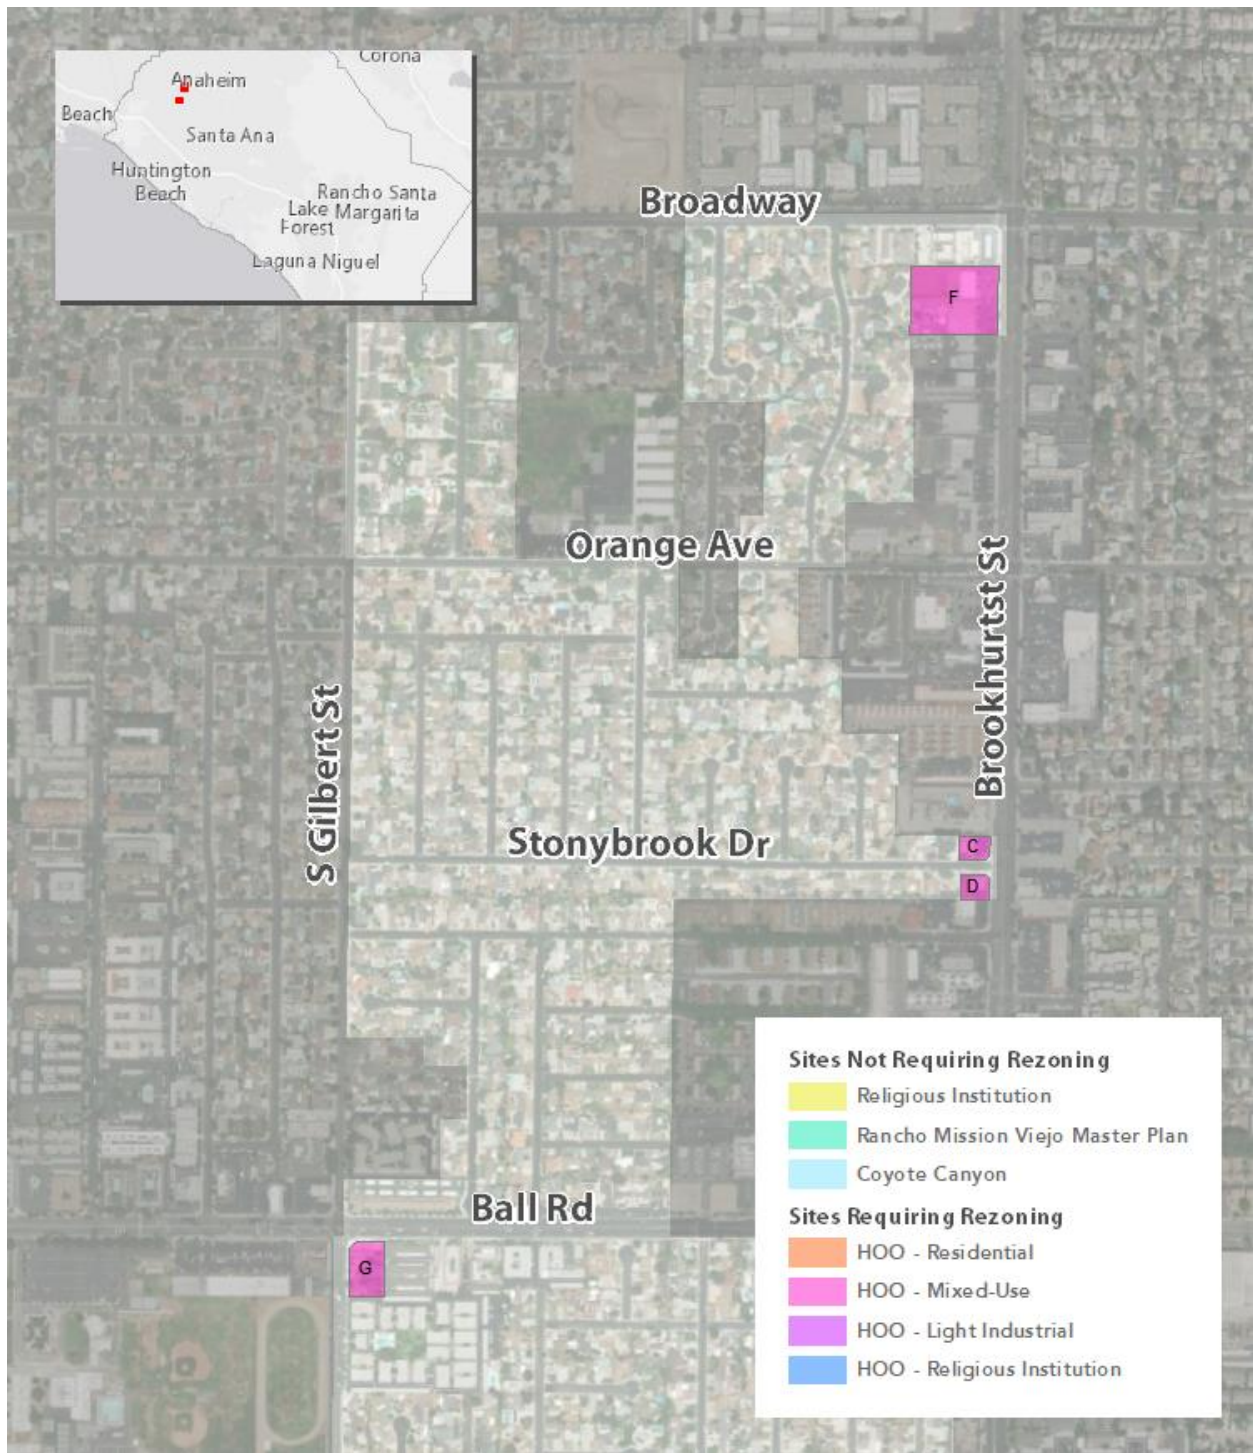 Corona
Anaheim
Beach
Santa Ana
Huntington
Beach
Rancho Santa
Lake Margarita
Forest
Laguna Niguel
Broadway
F
Orange Ave
Brookhurtst St
S Gilbert St
Stonybrook Dr
C
D
Ball Rd
G
Sites Not Requiring Rezoning
Religious Institution
Rancho Mission Viejo Master Plan
Coyote Canyon
Sites Requiring Rezoning
HOO - Residential
HOO - Mixed-Use
HOO - Light Industrial
HOO - Religious Institution